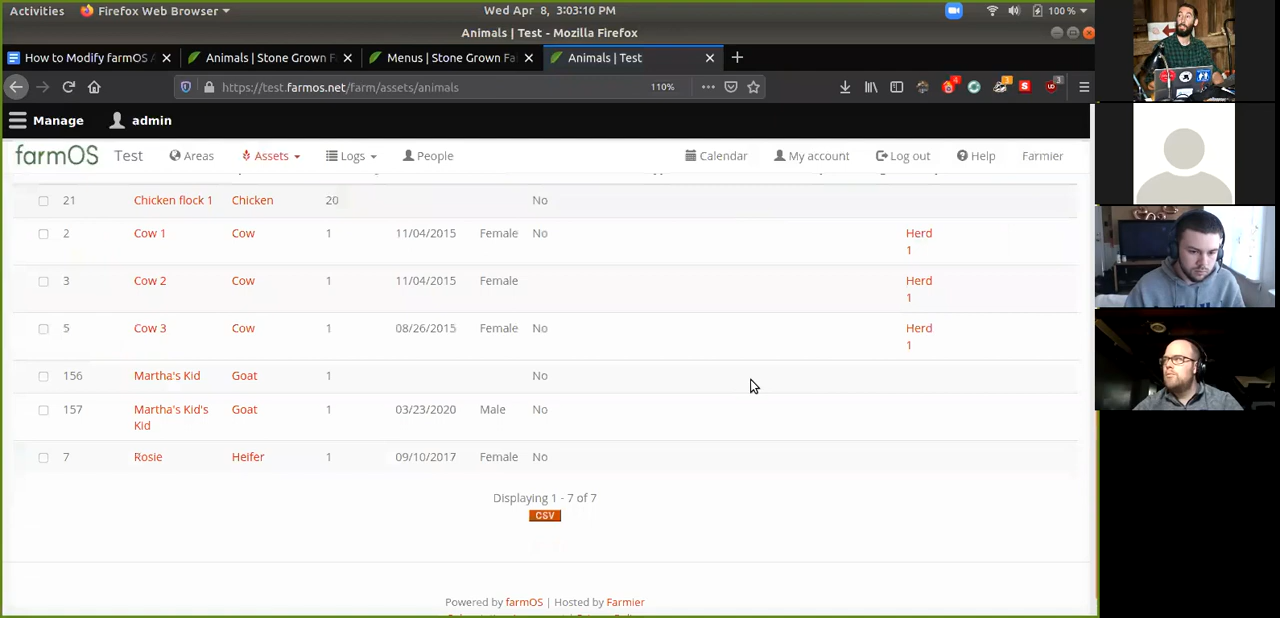 Activities Firefox Web Browser Wed Apr 8, 3:03:10 PM 100 %
Animals | Test - Mozilla Firefox
How to Modify farmOS Animals | Stone Grown F Menus | Stone Grown Fa Animals | Test
https://test.farmos.net/farm/assets/animals 110% 4 3 3
Manage admin
farmOS Test Areas Assets Logs People Calendar My account Log out Help Farmier
21 Chicken flock 1 Chicken 20 No
2 Cow 1 Cow 1 11/04/2015 Female No Herd
1
3 Cow 2 Cow 1 11/04/2015 Female Herd
1
5 Cow 3 Cow 1 08/26/2015 Female No Herd
1
156 Martha's Kid Goat 1 No
157 Martha's Kid's Goat 1 03/23/2020 Male No
Kid
7 Rosie Heifer 1 09/10/2017 Female No
Displaying 1 - 7 of 7
CSV
Powered by farmOS | Hosted by Farmier